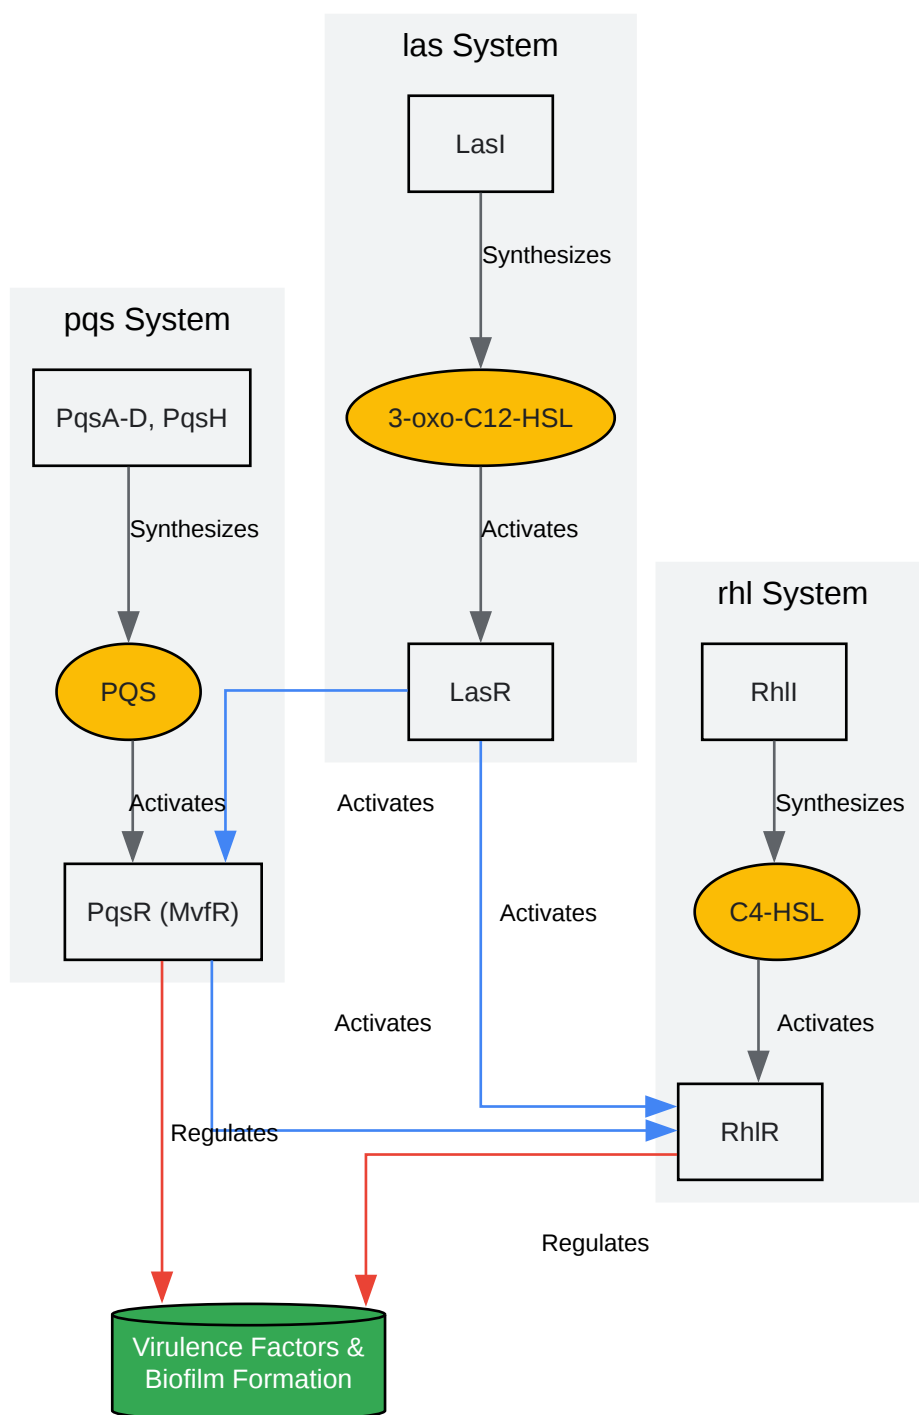 las System
LasI
Synthesizes
pqs System
PqsA-D, PqsH
3-oxo-C12-HSL
Synthesizes
Activates
rhl System
PQS
LasR
RhlI
Activates
Activates
Synthesizes
PqsR (MvfR)
Activates
C4-HSL
Activates
Activates
Regulates
RhlR
Regulates
Virulence Factors &
Biofilm Formation